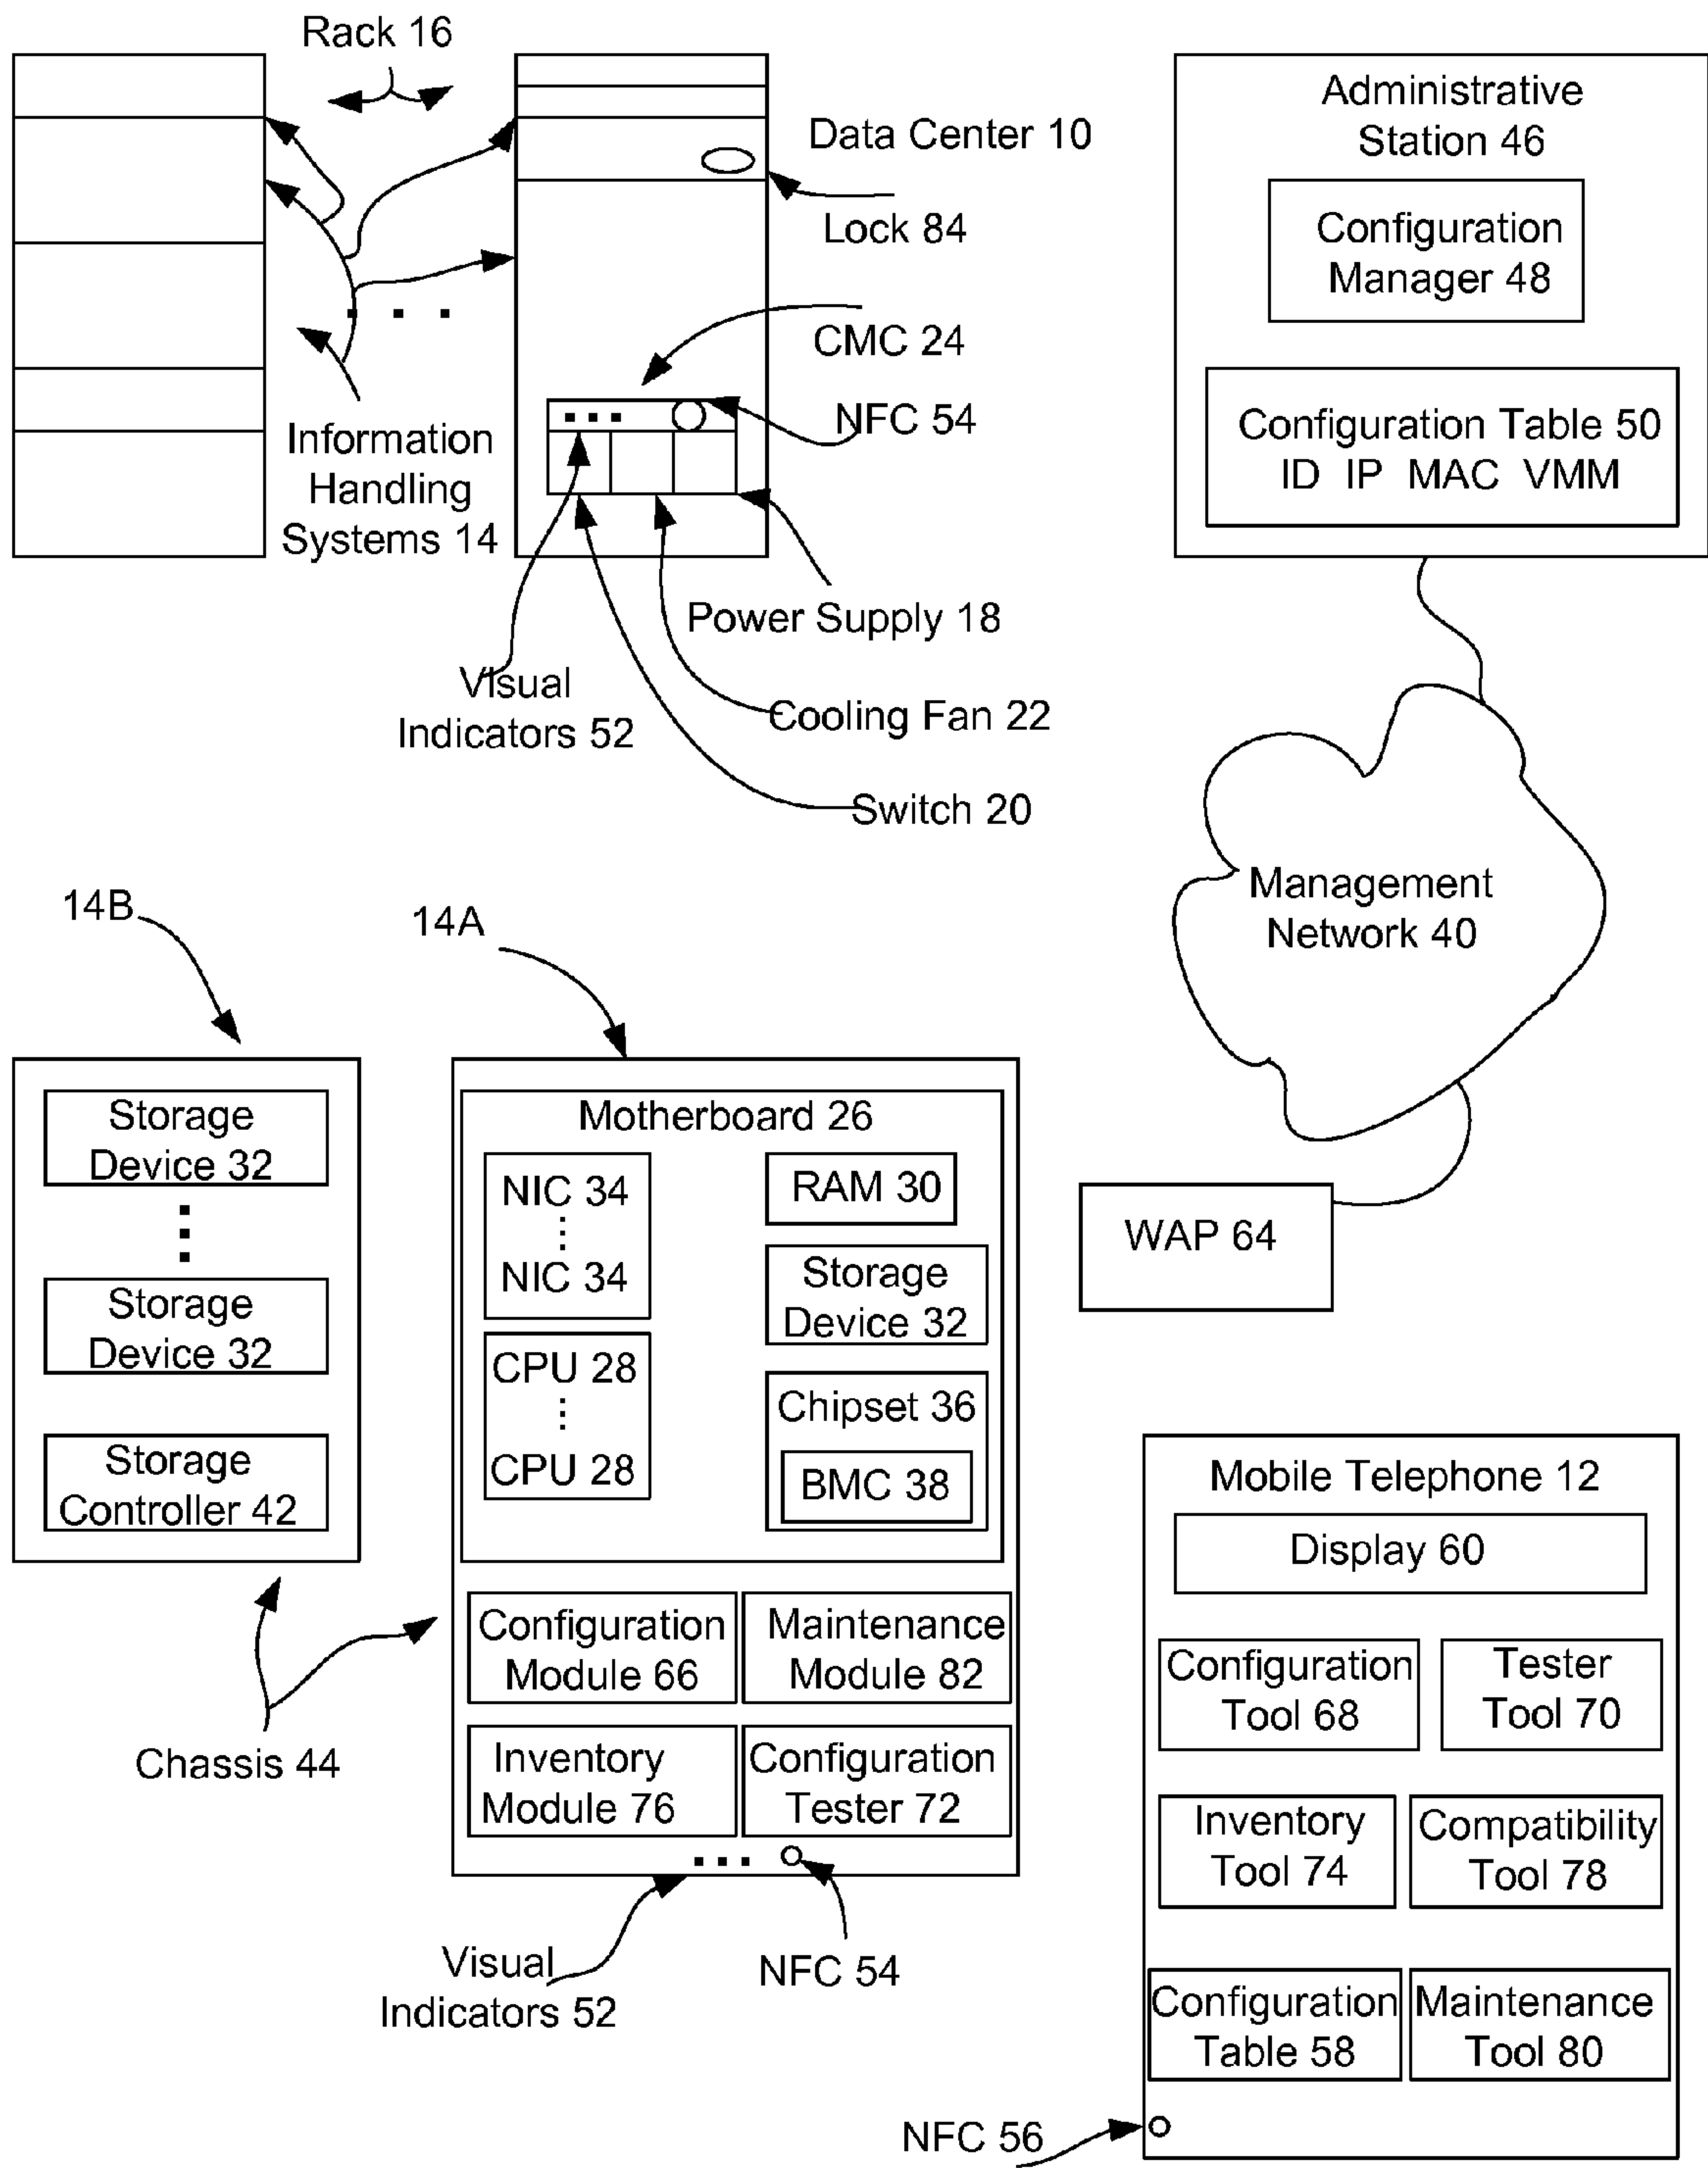 Rack 16
Data Center 10
Lock 84
CMC 24
NFC 54
Information
Handling
Systems 14
Power Supply 18
Visual
Indicators 52
Cooling Fan 22
Switch 20
Administrative
Station 46
Configuration
Manager 48
Configuration Table 50
ID IP MAC VMM
Management
Network 40
WAP 64
14B
14A
Storage
Device 32
Storage
Device 32
Storage
Controller 42
Chassis 44
Motherboard 26
NIC 34
NIC 34
CPU 28
CPU 28
RAM 30
Storage
Device 32
Chipset 36
BMC 38
Configuration
Module 66
Maintenance
Module 82
Inventory
Module 76
Configuration
Tester 72
Visual
Indicators 52
NFC 54
Mobile Telephone 12
Display 60
Configuration
Tool 68
Tester
Tool 70
Inventory
Tool 74
Compatibility
Tool 78
Configuration
Table 58
Maintenance
Tool 80
NFC 56